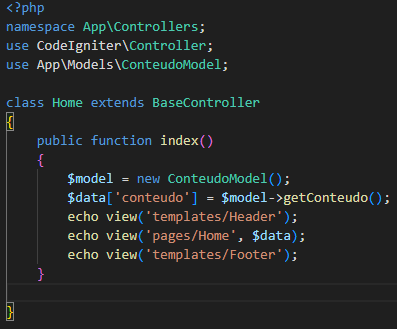 <?php
namespace App\Controllers;
use CodeIgniter\Controller;
use App\Models\ConteudoModel;
class Home extends BaseController
{
public function index()
{
$model = new ConteudoModel();
$data['conteudo'] = $model->getConteudo();
echo view('templates/Header');
echo view('pages/Home', $data);
echo view('templates/Footer');
}
}